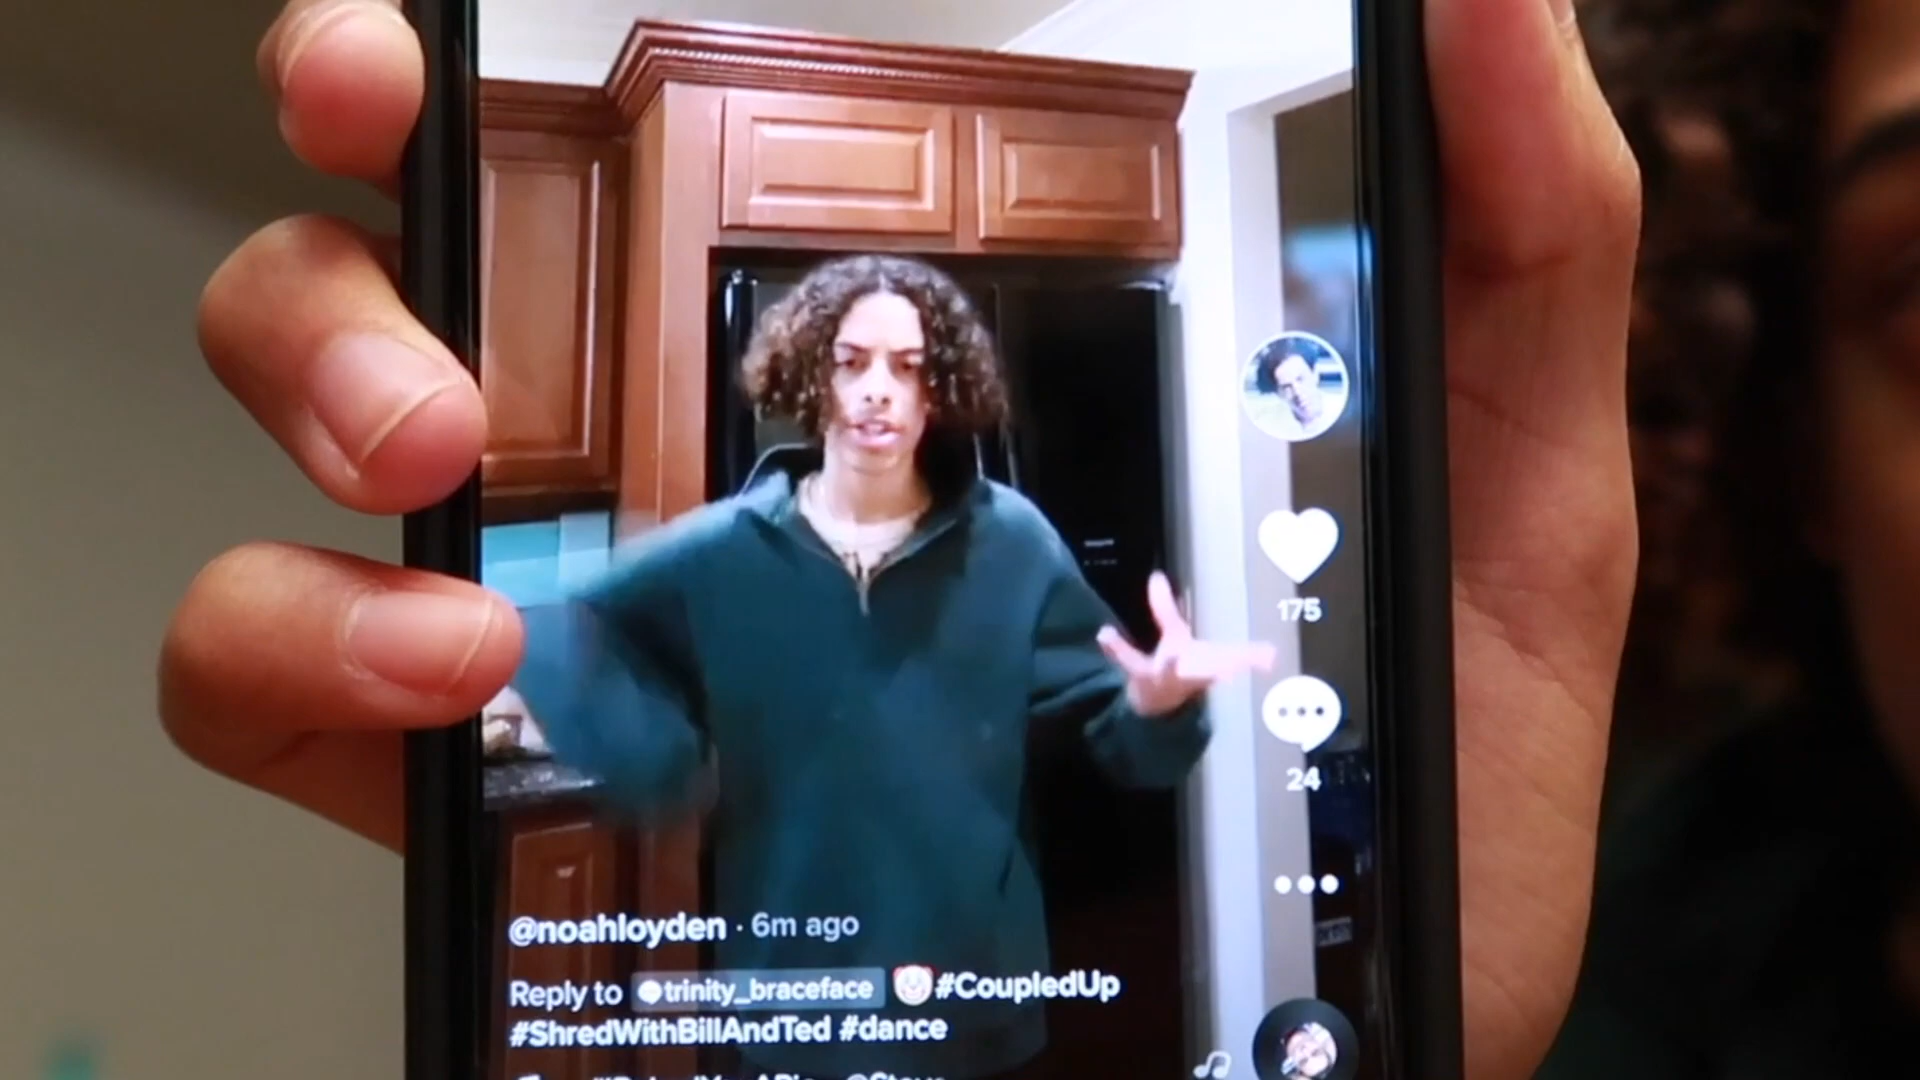 175
24
@noahloyden · 6m ago
Reply to trinity_braceface 🤡#CoupledUp
#ShredWithBillAndTed #dance